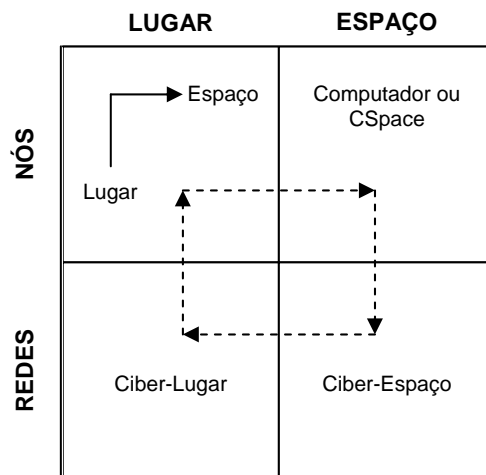 LUGAR
ESPAÇO
NÓS
Espaço
Lugar
Computador ou
CSpace
REDES
Ciber-Lugar
Ciber-Espaço